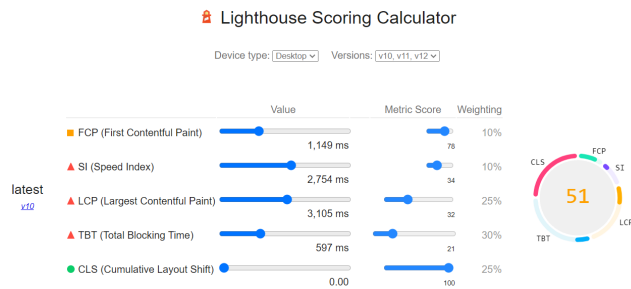 Lighthouse Scoring Calculator
Device type: Desktop Versions: v10, v11, v12
Value Metric Score Weighting
FCP (First Contentful Paint) 10%
1,149 ms 78
SI (Speed Index) 10%
2,754 ms 34
latest
v10
LCP (Largest Contentful Paint) 25%
3,105 ms 32
TBT (Total Blocking Time) 30%
597 ms 21
CLS (Cumulative Layout Shift) 25%
0.00 100
FCP
CLS
SI
51
LCP
TBT